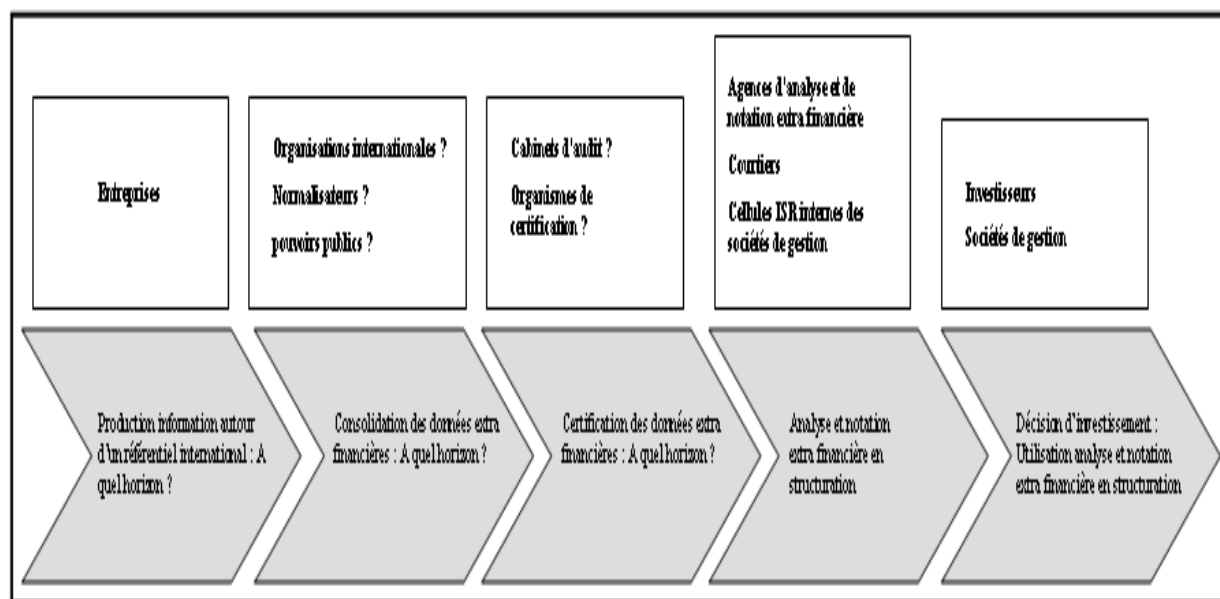 Entreprises
Organisations internationales ?
Normalisateurs ?
pouvoirs publics ?
Cabinets d'audit ?
Organismes de
certification ?
Agences d'analyse et de
notation extra financière
Courtiers
Cellules ISR internes des
sociétés de gestion
Investisseurs
Sociétés de gestion
Production information autour
d'un référentiel international : A
quel horizon ?
Consolidation des données extra
financières : A quel horizon ?
Certification des données extra
financières : A quel horizon ?
Analyse et notation
extra financière en
structuration
Décision d'investissement :
Utilisation analyse et notation
extra financière en structuration